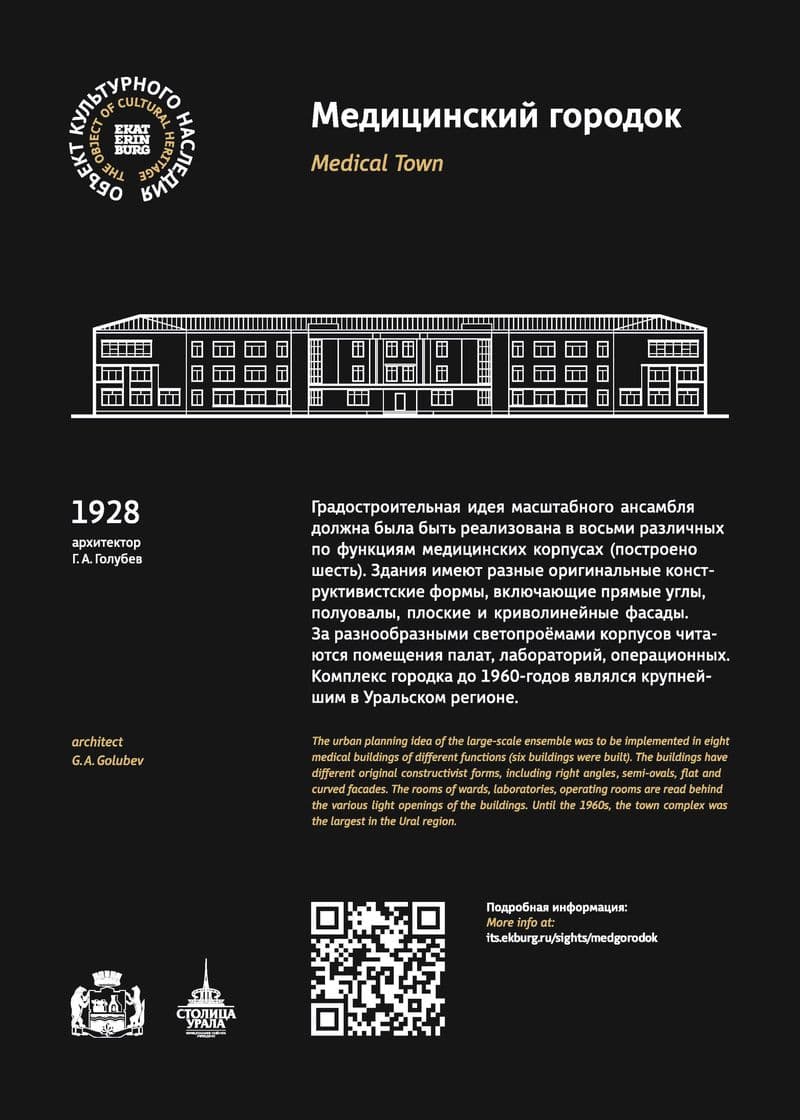 ОБЪЕКТ КУЛЬТУРНОГО НАСЛЕДИЯ
THE OBJECT OF CULTURAL HERITAGE
EKAT
ERIN
BURG
Медицинский городок
Medical Town
1928
архитектор
Г. А. Голубев
Градостроительная идея масштабного ансамбля
должна была быть реализована в восьми различных
по функциям медицинских корпусах (построено
шесть). Здания имеют разные оригинальные конст-
руктивистские формы, включающие прямые углы,
полуовалы, плоские и криволинейные фасады.
За разнообразными светопроёмами корпусов чита-
ются помещения палат, лабораторий, операционных.
Комплекс городка до 1960-годов являлся крупней-
шим в Уральском регионе.
architect
G. A. Golubev
The urban planning idea of the large-scale ensemble was to be implemented in eight
medical buildings of different functions (six buildings were built). The buildings have
different original constructivist forms, including right angles, semi-ovals, flat and
curved facades. The rooms of wards, laboratories, operating rooms are read behind
the various light openings of the buildings. Until the 1960s, the town complex was
the largest in the Ural region.
Подробная информация:
More info at:
its.ekburg.ru/sights/medgorodok
СТОЛИЦА
УРАЛА